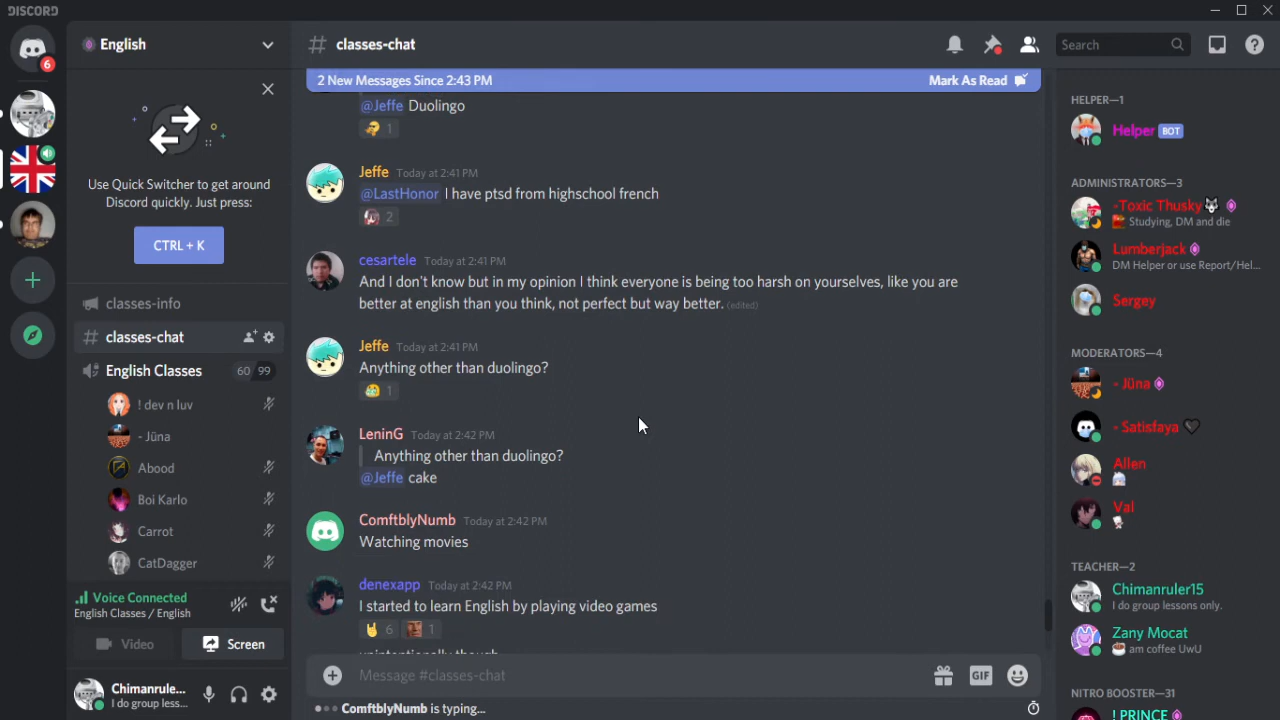 DISCORD
6
English
Use Quick Switcher to get around
Discord quickly. Just press:
CTRL + K
classes-info
# classes-chat
English Classes 60 / 99
! dev n luv
- Jüna
Abood
Boi Karlo
Carrot
CatDagger
Voice Connected
English Classes / English
Video
Screen
Chimanrule...
I do group less...
# classes-chat
Search
2 New Messages Since 2:43 PM
Mark As Read
@Jeffe Duolingo
1
Jeffe Today at 2:41 PM
@LastHonor I have ptsd from highschool french
2
cesartele Today at 2:41 PM
And I don't know but in my opinion I think everyone is being too harsh on yourselves, like you are
better at english than you think, not perfect but way better. (edited)
Jeffe Today at 2:41 PM
Anything other than duolingo?
1
LeninG Today at 2:42 PM
Anything other than duolingo?
@Jeffe cake
ComftblyNumb Today at 2:42 PM
Watching movies
denexapp Today at 2:42 PM
I started to learn English by playing video games
6 1
unintentionally though
Message #classes-chat
GIF
ComftblyNumb is typing...
HELPER—1
Helper BOT
ADMINISTRATORS—3
-Toxic Thusky
Studying, DM and die
Lumberjack
DM Helper or use Report/Hel...
Sergey
MODERATORS—4
- Jüna
- Satisfaya
Allen
Val
TEACHER—2
Chimanruler15
I do group lessons only.
Zany Mocat
am coffee UwU
NITRO BOOSTER—31
! PRINCE